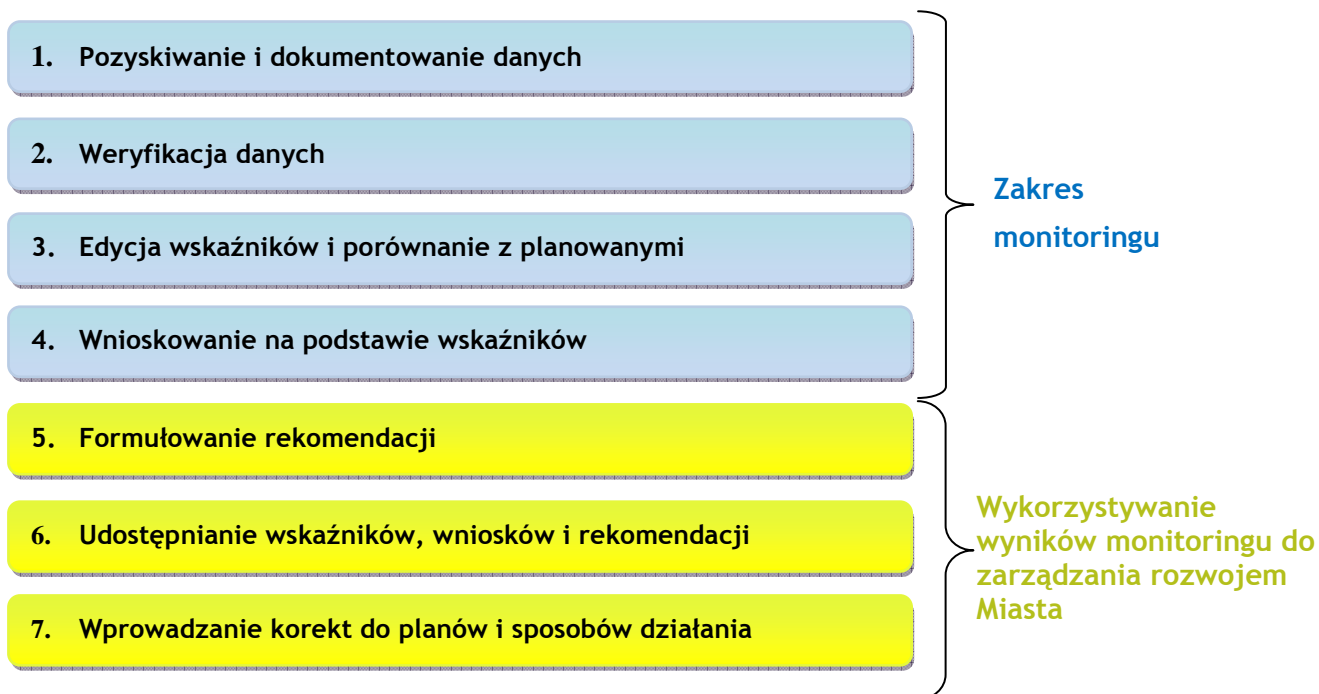 1. Pozyskiwanie i dokumentowanie danych
2. Weryfikacja danych
3. Edycja wskaźników i porównanie z planowanymi
4. Wnioskowanie na podstawie wskaźników
Zakres
monitoringu
5. Formułowanie rekomendacji
6. Udostępnianie wskaźników, wniosków i rekomendacji
7. Wprowadzanie korekt do planów i sposobów działania
Wykorzystywanie
wyników monitoringu do
zarządzania rozwojem
Miasta